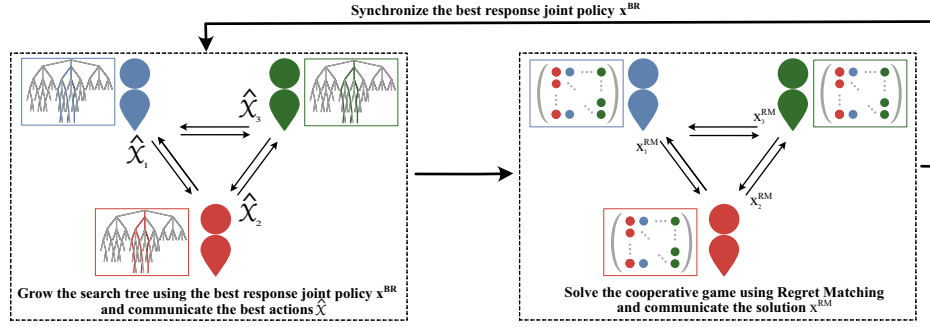 Synchronize the best response joint policy x^BR
𝒳̂₁
𝒳̂₃
𝒳̂₂
Grow the search tree using the best response joint policy x^BR
and communicate the best actions 𝒳̂
x₁^RM
x₃^RM
x₂^RM
Solve the cooperative game using Regret Matching
and communicate the solution x^RM